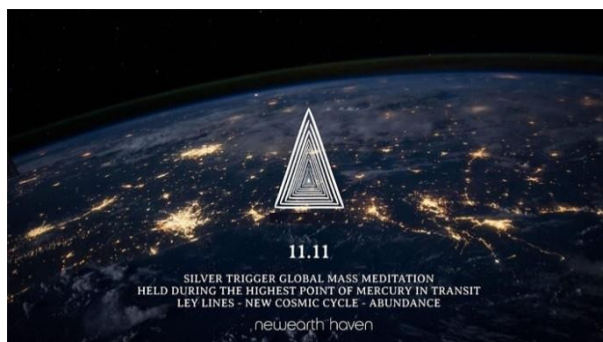 11.11
SILVER TRIGGER GLOBAL MASS MEDITATION
HELD DURING THE HIGHEST POINT OF MERCURY IN TRANSIT
LEY LINES - NEW COSMIC CYCLE - ABUNDANCE
newearth haven